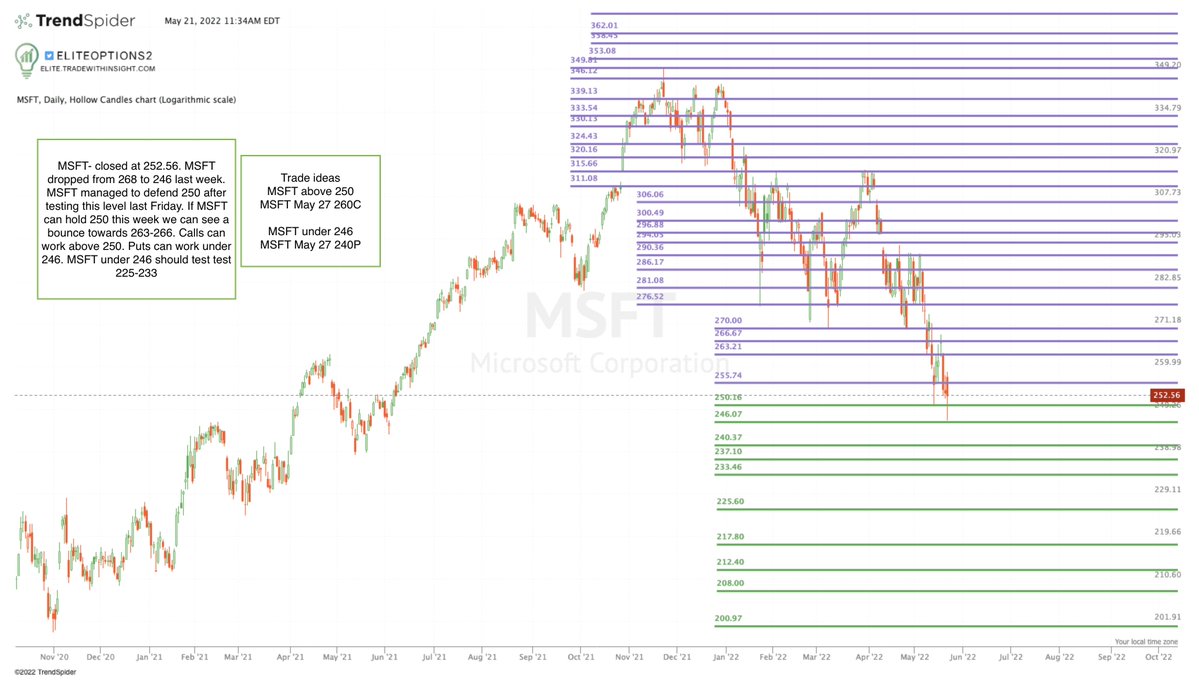 TrendSpider
May 21, 2022 11:34AM EDT
ELITEOPTIONS2
ELITE.TRADEWITHINSIGHT.COM
MSFT, Daily, Hollow Candles chart (Logarithmic scale)
MSFT- closed at 252.56. MSFT
dropped from 268 to 246 last week.
MSFT managed to defend 250 after
testing this level last Friday. If MSFT
can hold 250 this week we can see a
bounce towards 263-266. Calls can
work above 250. Puts can work under
246. MSFT under 246 should test test
225-233
Trade ideas
MSFT above 250
MSFT May 27 260C
MSFT under 246
MSFT May 27 240P
MSFT
Microsoft Corporation
362.01
358.45
353.08
349.81
346.12
339.13
333.54
330.13
324.43
320.16
315.66
311.08
306.06
300.49
296.88
294.05
290.36
286.17
281.08
276.52
270.00
266.67
263.21
255.74
250.16
246.07
240.37
237.10
233.46
225.60
217.80
212.40
208.00
200.97
349.20
334.79
320.97
307.73
295.03
282.85
271.18
259.99
252.56
238.98
229.11
219.66
210.60
201.91
Your local time zone
Nov '20 Dec '20 Jan '21 Feb '21 Mar '21 Apr '21 May '21 Jun '21 Jul '21 Aug '21 Sep '21 Oct '21 Nov '21 Dec '21 Jan '22 Feb '22 Mar '22 Apr '22 May '22 Jun '22 Jul '22 Aug '22 Sep '22 Oct '22
©2022 TrendSpider